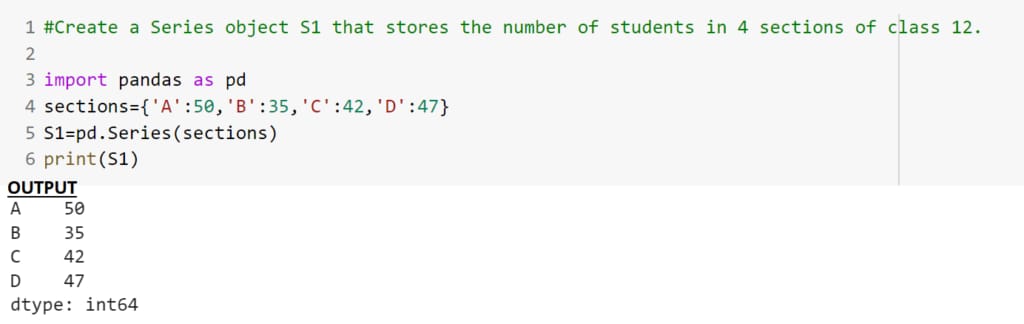 1 #Create a Series object S1 that stores the number of students in 4 sections of class 12.
2
3 import pandas as pd
4 sections={'A':50,'B':35,'C':42,'D':47}
5 S1=pd.Series(sections)
6 print(S1)
OUTPUT
A    50
B    35
C    42
D    47
dtype: int64